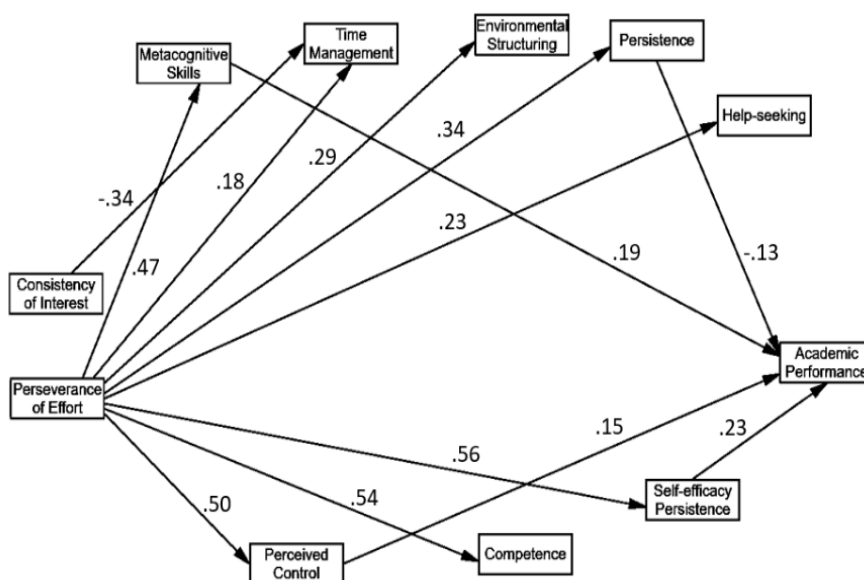 Time
Management
Environmental
Structuring
Persistence
Metacognitive
Skills
Help-seeking
.34
.29
.18
-.34
.23
.47
.19
-.13
Consistency
of Interest
Academic
Performance
Perseverance
of Effort
.15
.23
.56
Self-efficacy
Persistence
.54
.50
Perceived
Control
Competence